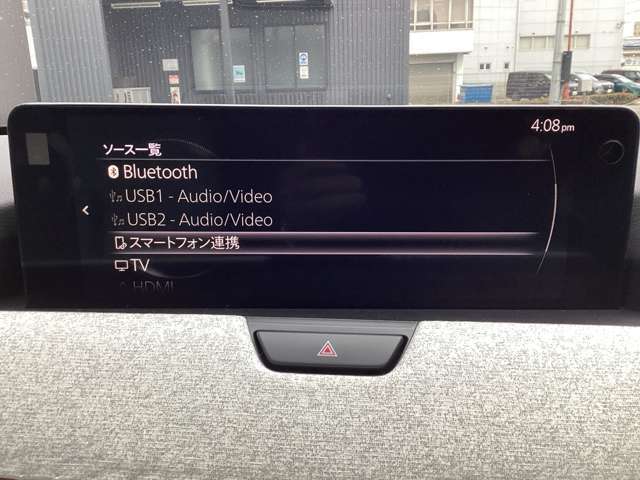 4:08pm
ソース一覧
Bluetooth
USB1 - Audio/Video
USB2 - Audio/Video
スマートフォン連携
TV
HDMI